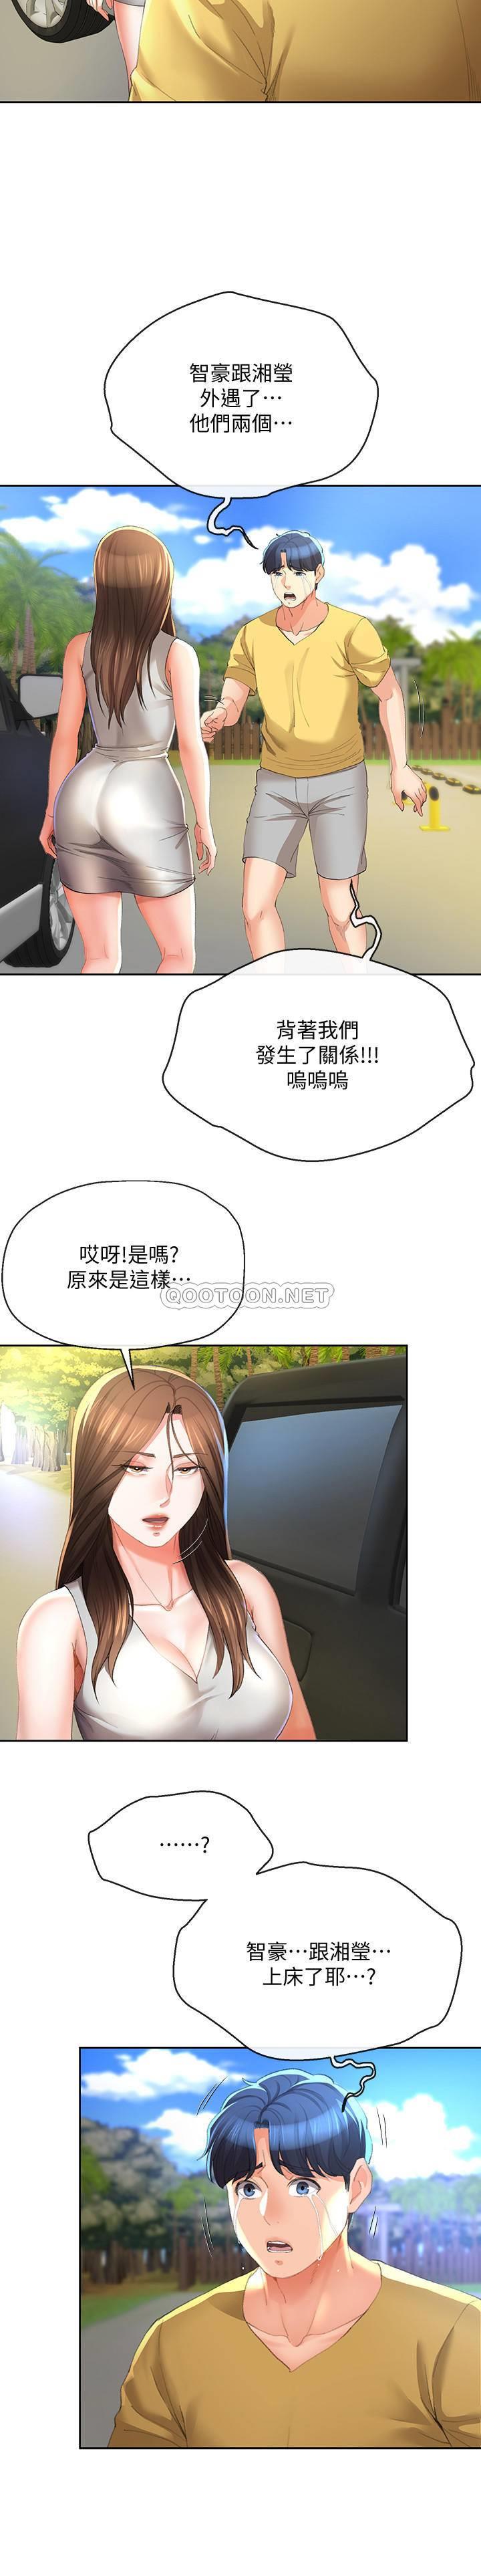 智豪跟湘瑩
外遇了⋯
他們兩個⋯
背著我們
發生了關係!!!
嗚嗚嗚
哎呀!是嗎?
原來是這樣⋯
QOOTOON.NET
⋯⋯?
智豪⋯跟湘瑩⋯
上床了耶⋯?